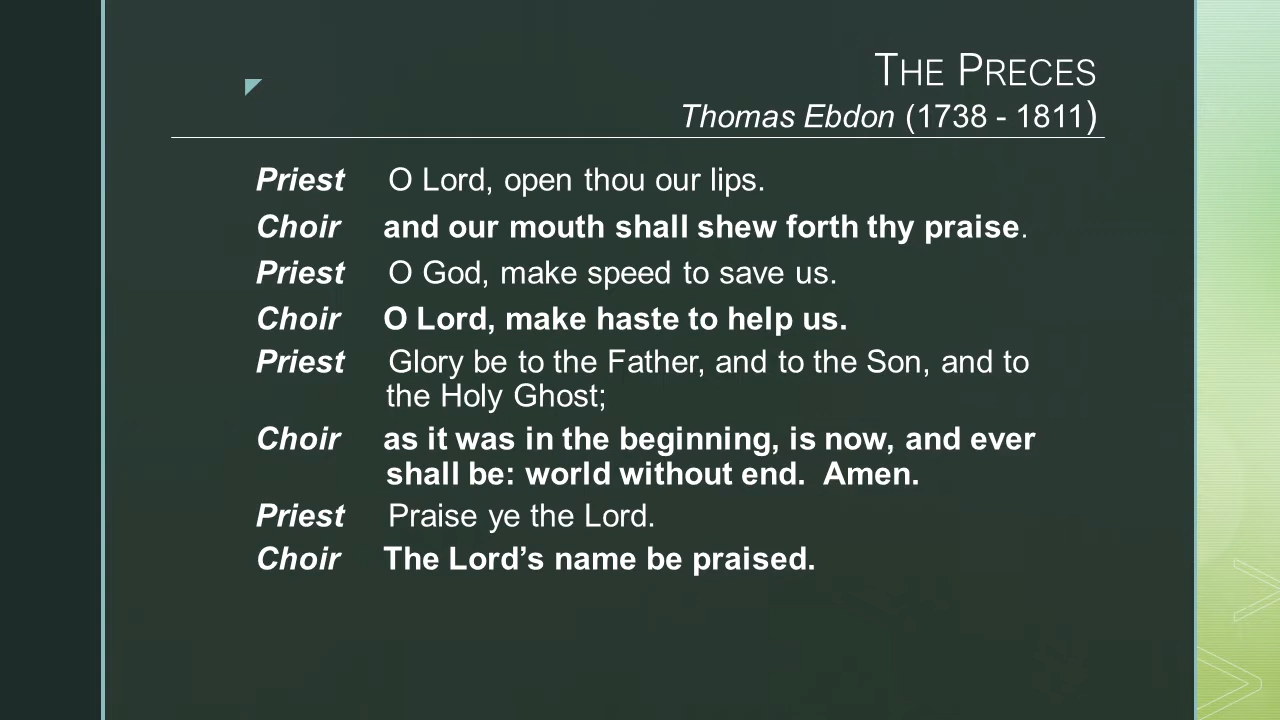 THE PRECES
Thomas Ebdon (1738 - 1811)
Priest O Lord, open thou our lips.
Choir and our mouth shall shew forth thy praise.
Priest O God, make speed to save us.
Choir O Lord, make haste to help us.
Priest Glory be to the Father, and to the Son, and to
the Holy Ghost;
Choir as it was in the beginning, is now, and ever
shall be: world without end.  Amen.
Priest Praise ye the Lord.
Choir The Lord’s name be praised.